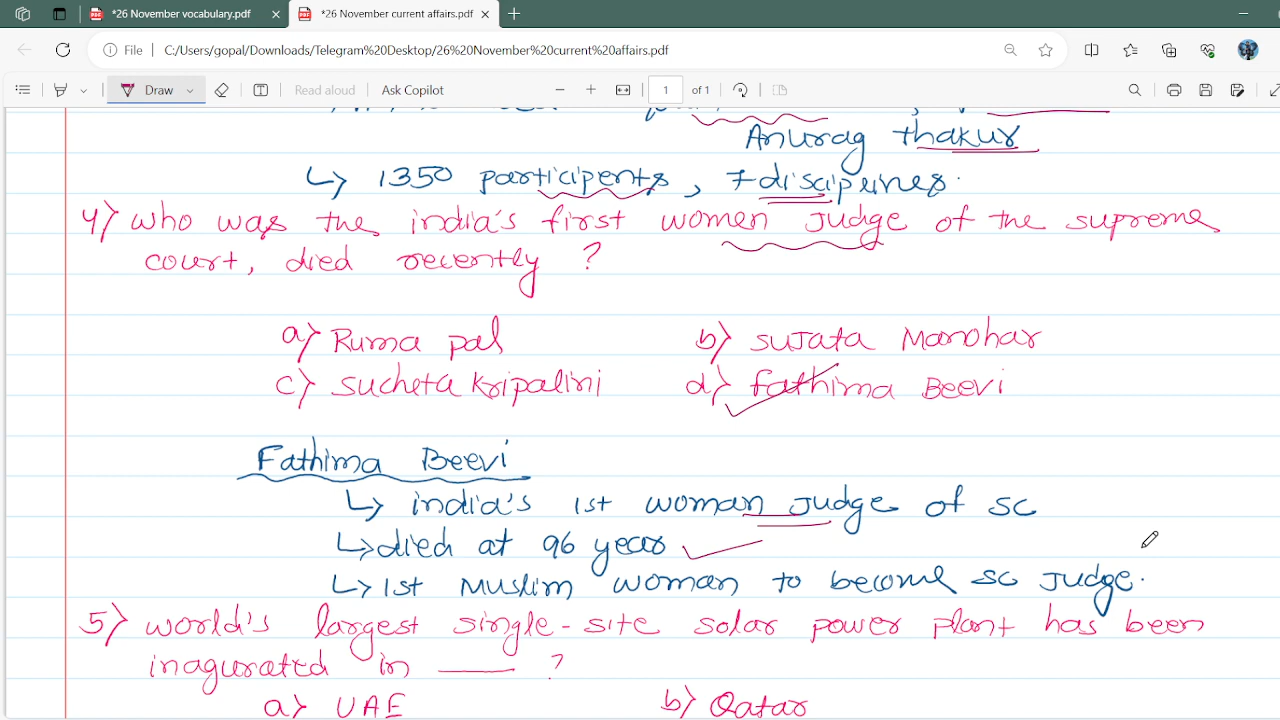 *26 November vocabulary.pdf
*26 November current affairs.pdf
File C:/Users/gopal/Downloads/Telegram%20Desktop/26%20November%20current%20affairs.pdf
Draw Read aloud Ask Copilot 1 of 1
Anurag Thakur
↳ 1350 participents, 7 disciplines.
4) who was the india's first women Judge of the supreme
court, died recently ?
a) Ruma pal b) SuJata Manohar
c) Sucheta Kripalini d) fathima Beevi
Fathima Beevi
↳ india's 1st woman Judge of SC
↳ died at 96 year
↳ 1st Muslim woman to become SC Judge.
5) world's largest single-site solar power plant has been
inagurated in ____ ?
a) UAE b) Qatar